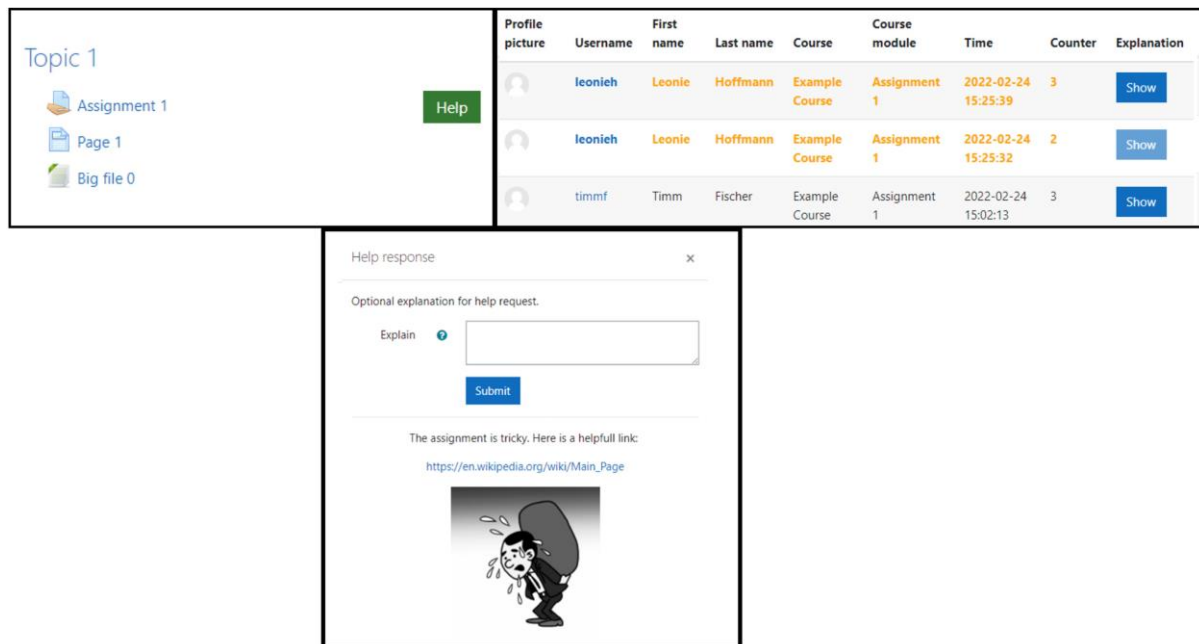 Topic 1
Assignment 1
Help
Page 1
Big file 0
Profile picture Username First name Last name Course Course module Time Counter Explanation
leonieh Leonie Hoffmann Example Course Assignment 1 2022-02-24 15:25:39 3 Show
leonieh Leonie Hoffmann Example Course Assignment 1 2022-02-24 15:25:32 2 Show
timmf Timm Fischer Example Course Assignment 1 2022-02-24 15:02:13 3 Show
Help response ×
Optional explanation for help request.
Explain ?
Submit
The assignment is tricky. Here is a helpfull link:
https://en.wikipedia.org/wiki/Main_Page